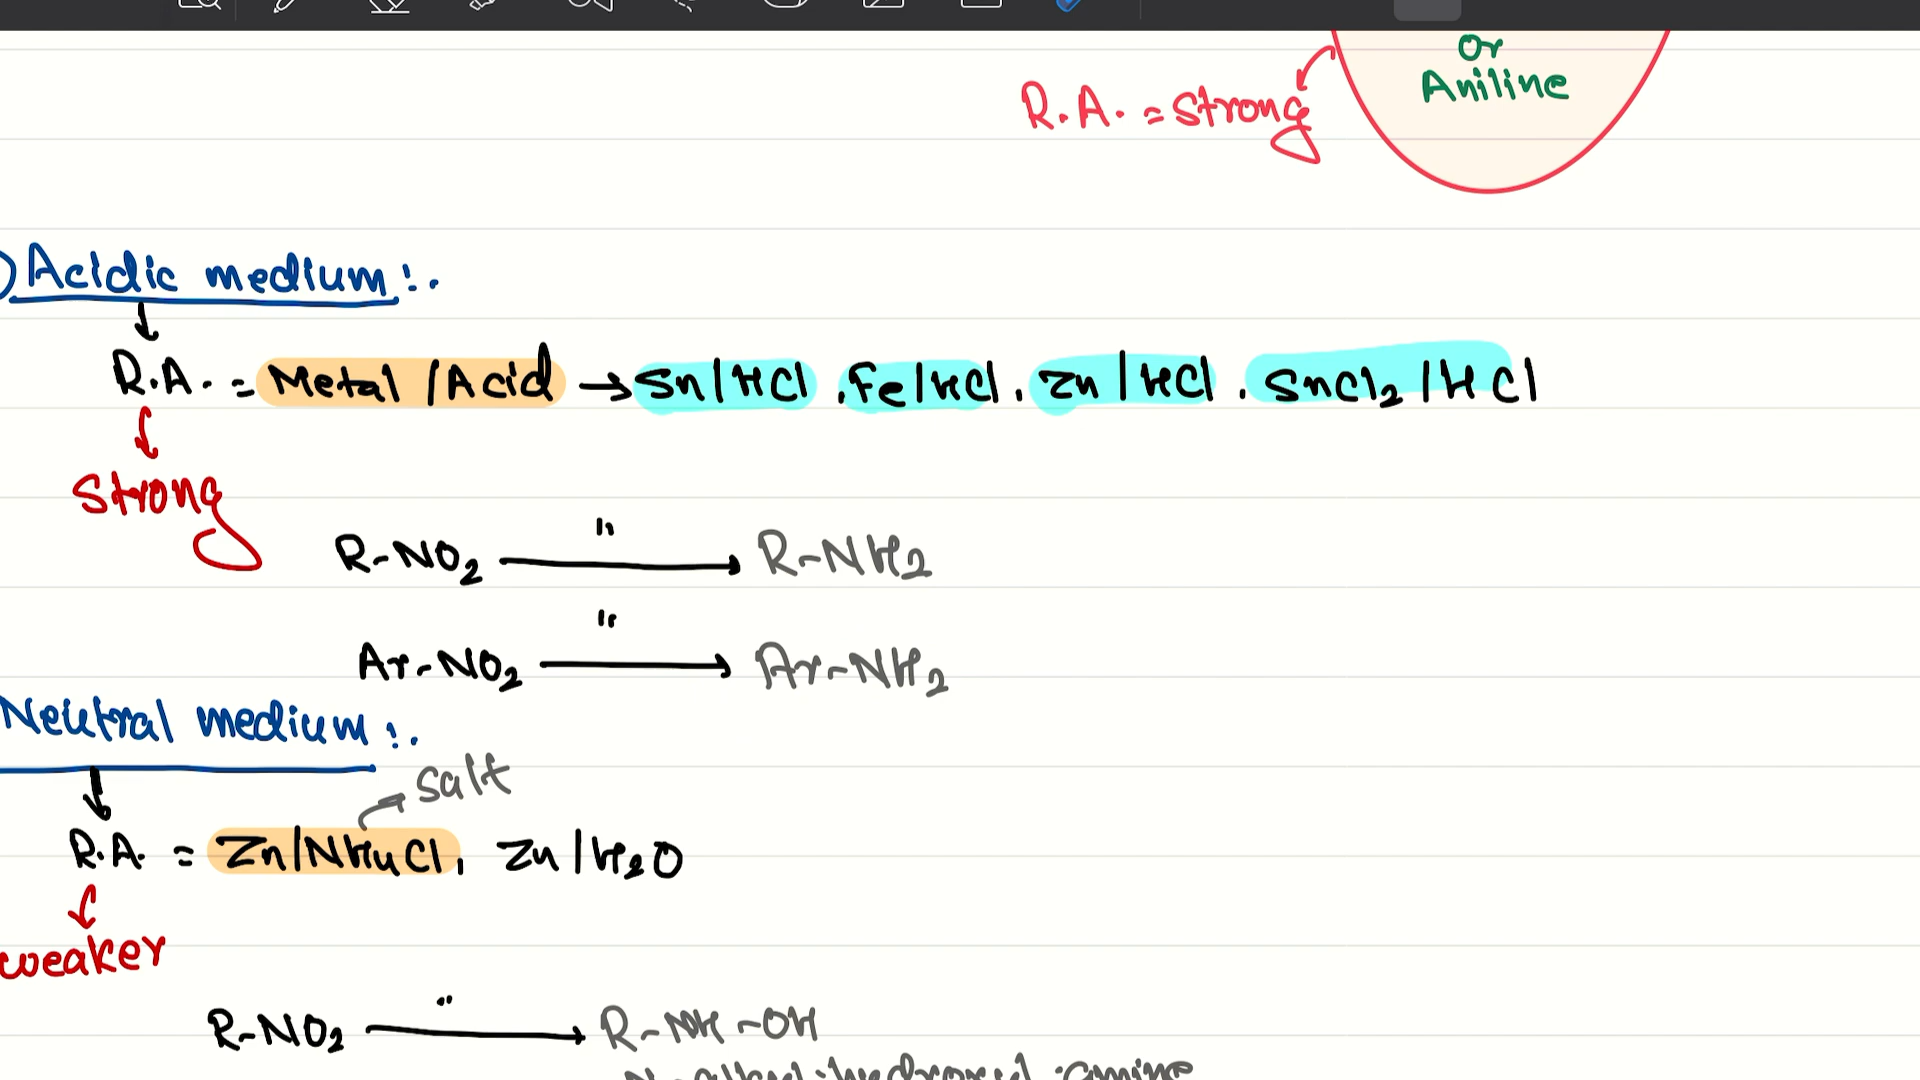 Or
Aniline
R.A. = Strong
) Acidic medium :.
R.A. = Metal / Acid → Sn/HCl , Fe/HCl , Zn/HCl , SnCl₂/HCl
Strong
"
R-NO₂ → R-NH₂
"
Ar-NO₂ → Ar-NH₂
Neutral medium :.
salt
R.A. = Zn/NH₄Cl, Zn/H₂O
weaker
"
R-NO₂ → R-NH-OH